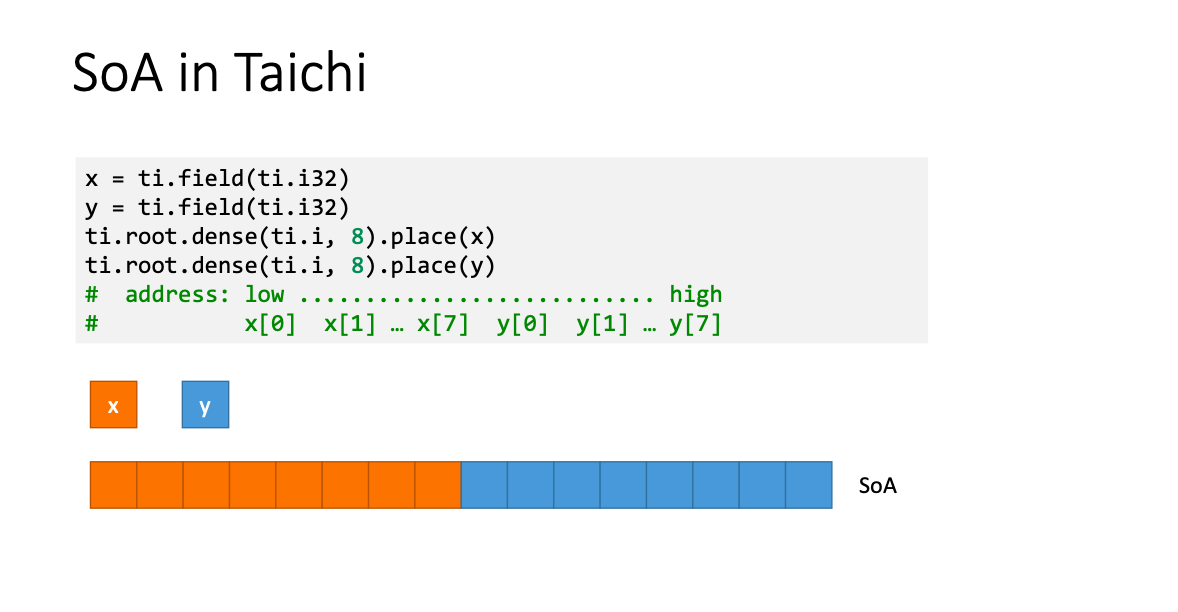 SoA in Taichi
x = ti.field(ti.i32)
y = ti.field(ti.i32)
ti.root.dense(ti.i, 8).place(x)
ti.root.dense(ti.i, 8).place(y)
#  address: low ........................... high
#           x[0]  x[1] … x[7]  y[0]  y[1] … y[7]
x y
SoA